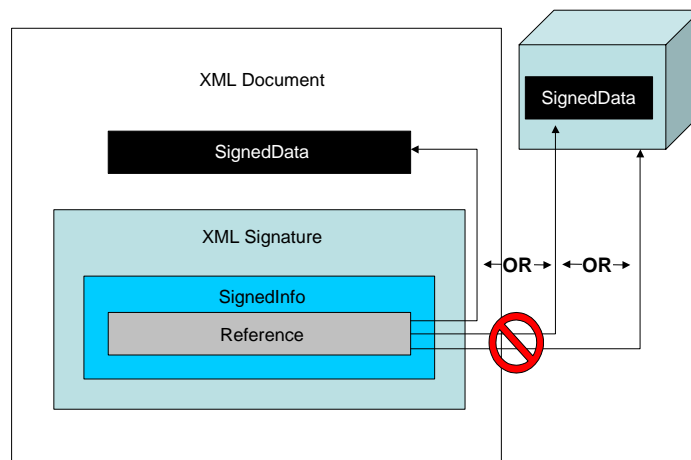 XML Document
SignedData
SignedData
XML Signature
OR
OR
SignedInfo
Reference